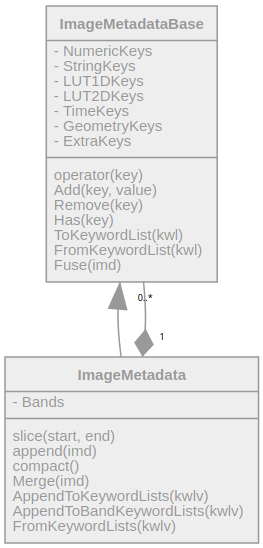 ImageMetadataBase
- NumericKeys
- StringKeys
- LUT1DKeys
- LUT2DKeys
- TimeKeys
- GeometryKeys
- ExtraKeys
operator(key)
Add(key, value)
Remove(key)
Has(key)
ToKeywordList(kwl)
FromKeywordList(kwl)
Fuse(imd)
0..*
1
ImageMetadata
- Bands
slice(start, end)
append(imd)
compact()
Merge(imd)
AppendToKeywordLists(kwlv)
AppendToBandKeywordLists(kwlv)
FromKeywordLists(kwlv)